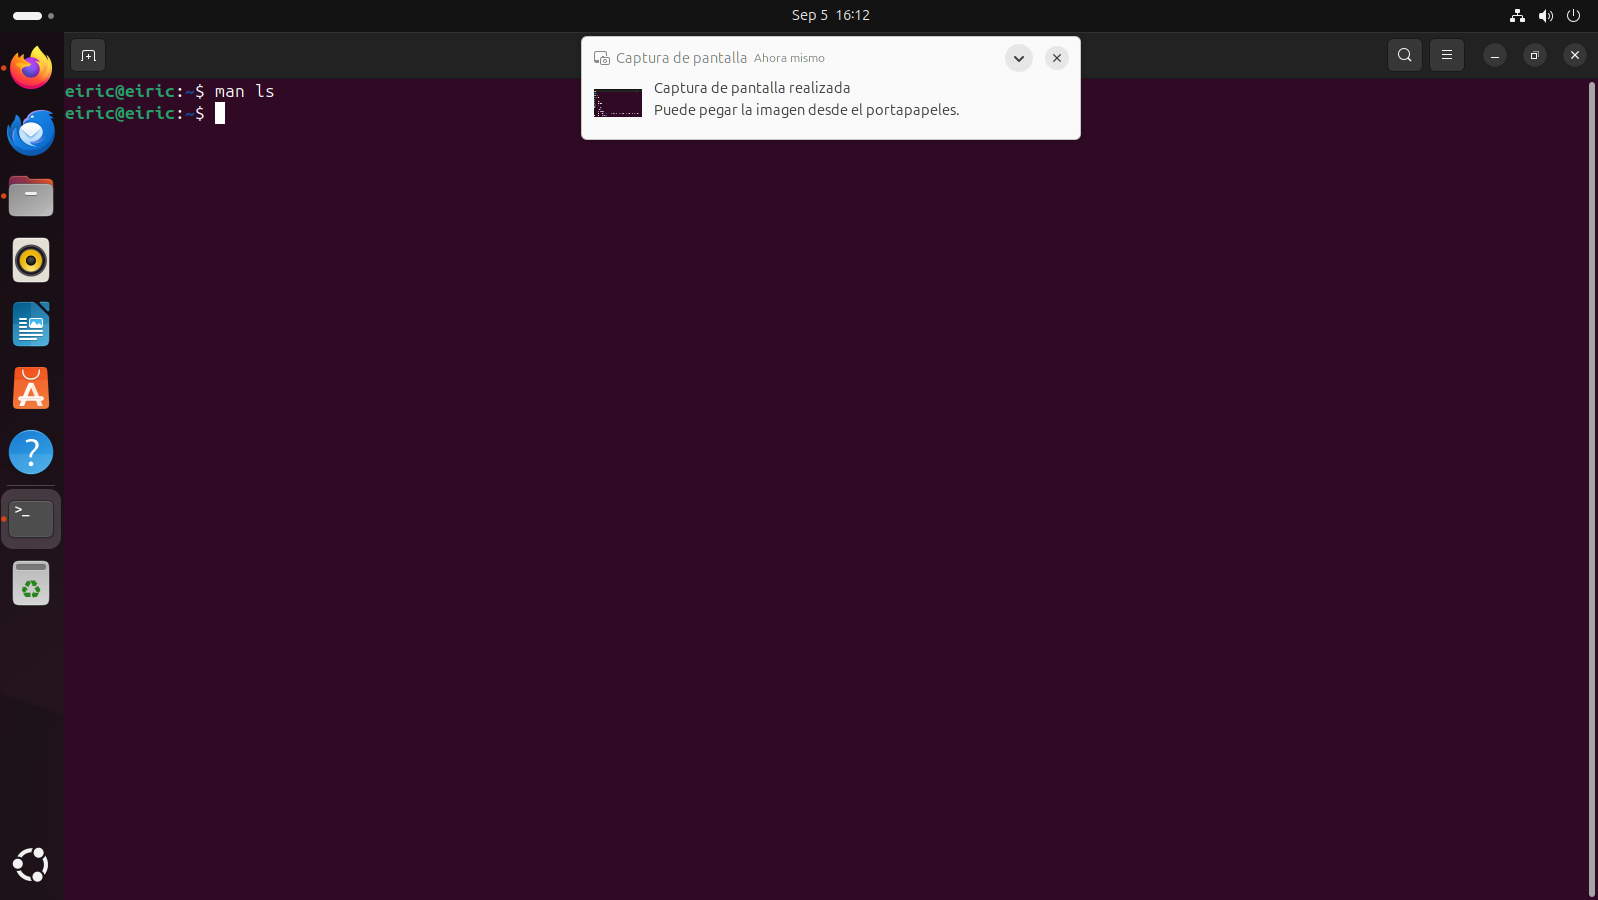 Sep 5 16:12
Captura de pantalla Ahora mismo
Captura de pantalla realizada
Puede pegar la imagen desde el portapapeles.
eiric@eiric:~$ man ls
eiric@eiric:~$
>_
?